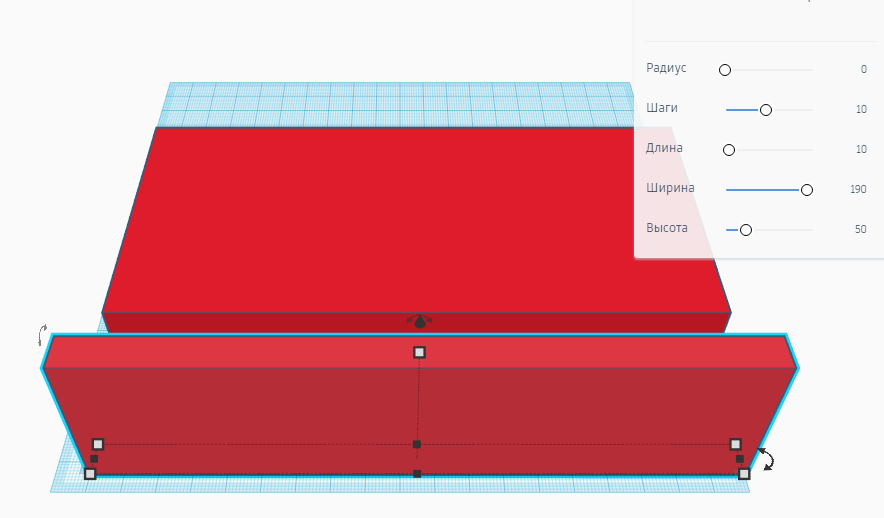 Радиус 0
Шаги 10
Длина 10
Ширина 190
Высота 50